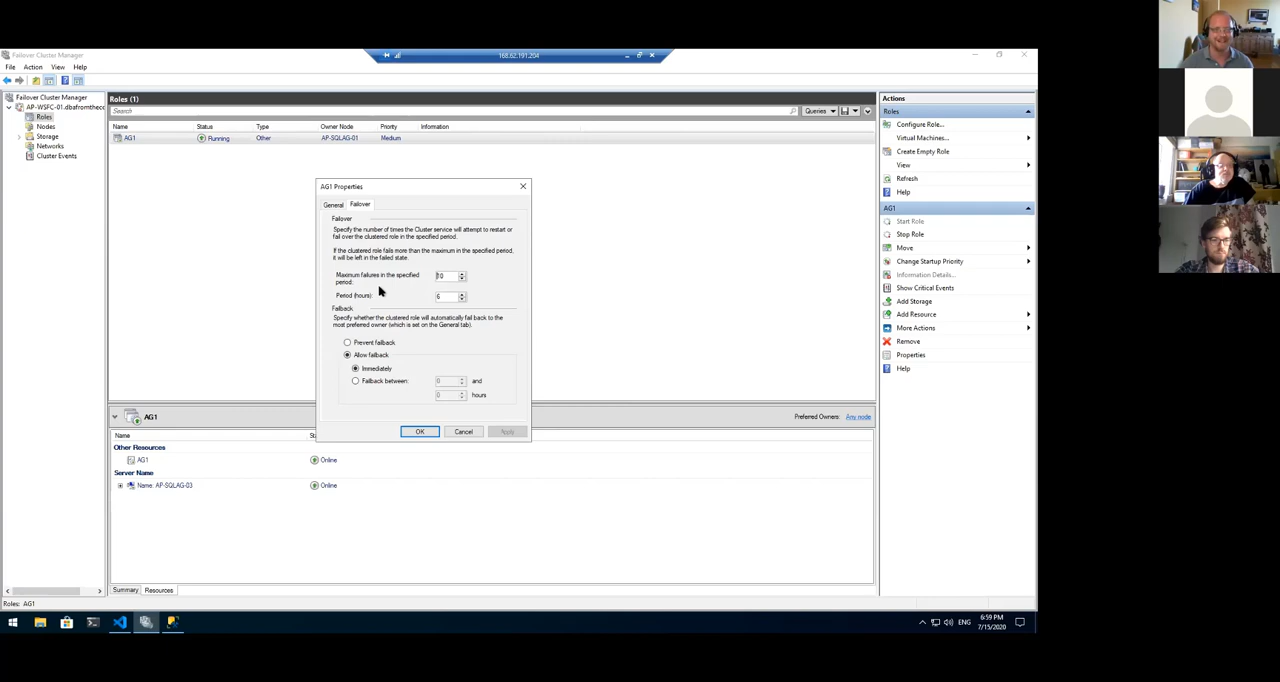 Failover Cluster Manager
168.62.191.204
File Action View Help
Failover Cluster Manager
AP-WSFC-01.dbafromthecc
Roles
Nodes
Storage
Networks
Cluster Events
Roles (1)
Search
Queries
Name Status Type Owner Node Priority Information
AG1 Running Other AP-SQLAG-01 Medium
AG1 Properties
General Failover
Failover
Specify the number of times the Cluster service will attempt to restart or
fail over the clustered role in the specified period.
If the clustered role fails more than the maximum in the specified period,
it will be left in the failed state.
Maximum failures in the specified
period: 10
Period (hours): 6
Failback
Specify whether the clustered role will automatically fail back to the
most preferred owner (which is set on the General tab).
Prevent failback
Allow failback
Immediately
Failback between: 0 and
0 hours
OK Cancel Apply
AG1 Preferred Owners: Any node
Name
Other Resources
AG1 Online
Server Name
Name: AP-SQLAG-03 Online
Summary Resources
Roles: AG1
Actions
Roles
Configure Role...
Virtual Machines...
Create Empty Role
View
Refresh
Help
AG1
Start Role
Stop Role
Move
Change Startup Priority
Information Details...
Show Critical Events
Add Storage
Add Resource
More Actions
Remove
Properties
Help
ENG
6:59 PM
7/15/2020